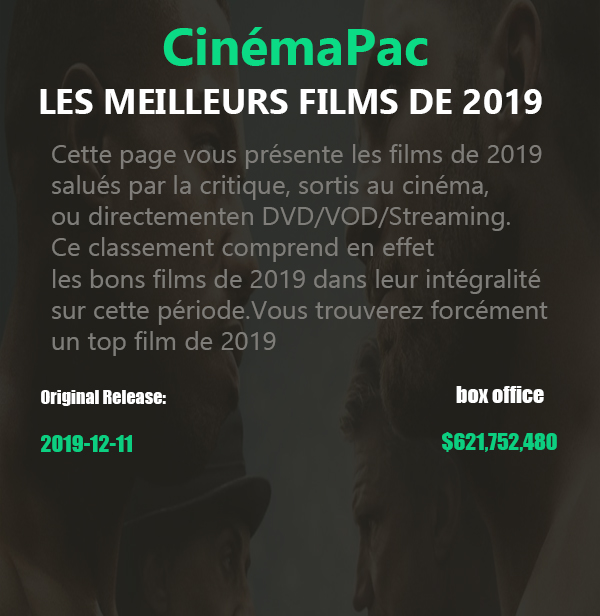 CinémaPac
LES MEILLEURS FILMS DE 2019
Cette page vous présente les films de 2019
salués par la critique, sortis au cinéma,
ou directementen DVD/VOD/Streaming.
Ce classement comprend en effet
les bons films de 2019 dans leur intégralité
sur cette période.Vous trouverez forcément
un top film de 2019
Original Release:
box office
2019-12-11
$621,752,480